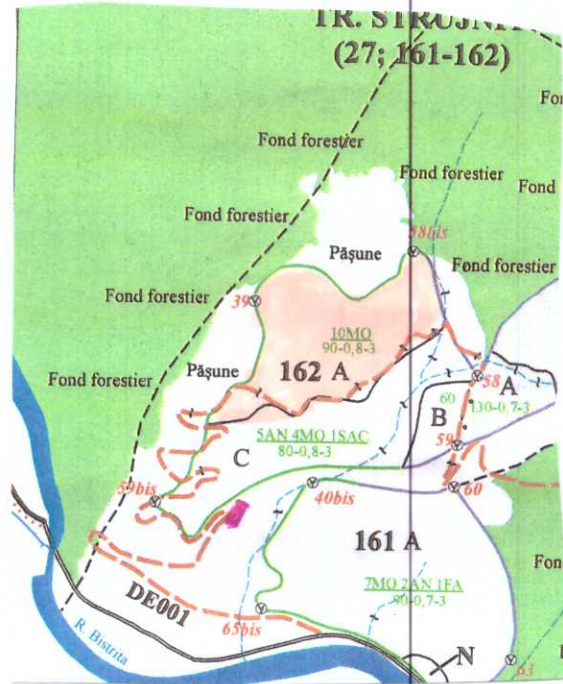 TR. STRUJN
(27; 161-162)
Fond forestier
Fond forestier
Fond
Fond forestier
58bis
Păşune
Fond forestier
Fond forestier
39
10MO
90-0,8-3
162 A
Păşune
Fond forestier
58
A
60
130-0,7-3
5AN 4MO 1SAC
80-0,8-3
B
C
59
59bis
40bis
60
161 A
7MO 2AN 1FA
90-0,7-3
Fond
DE001
65bis
R. Bistrita
N
63